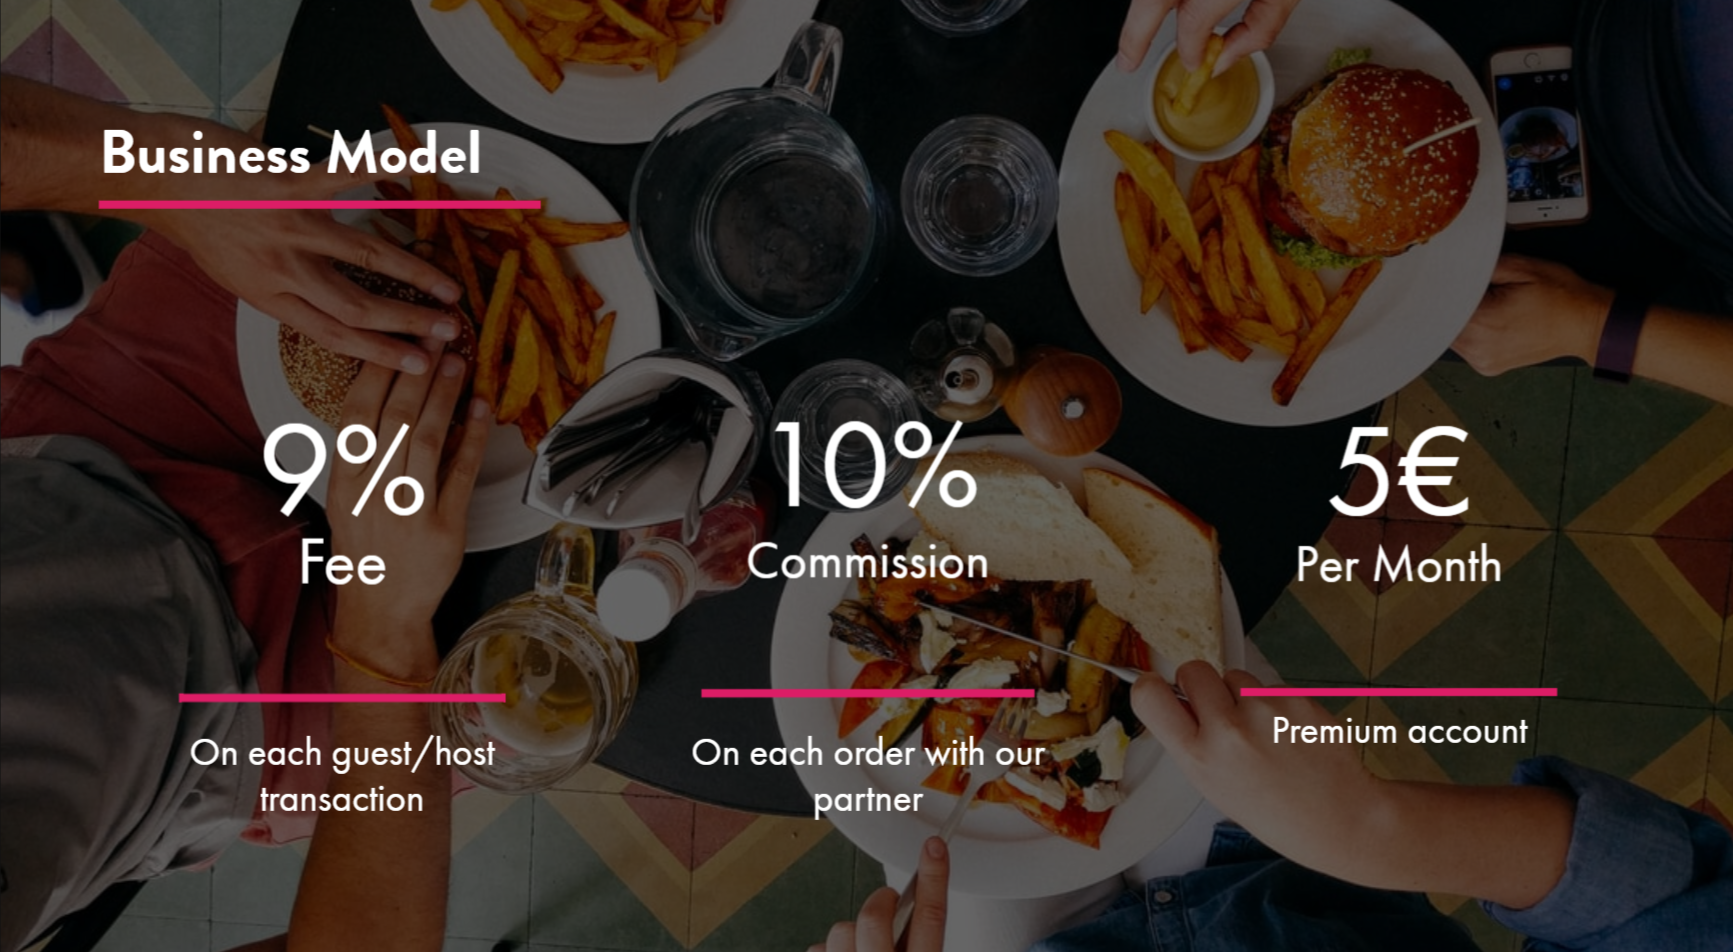 Business Model
9%
Fee
On each guest/host
transaction
10%
Commission
On each order with our
partner
5€
Per Month
Premium account